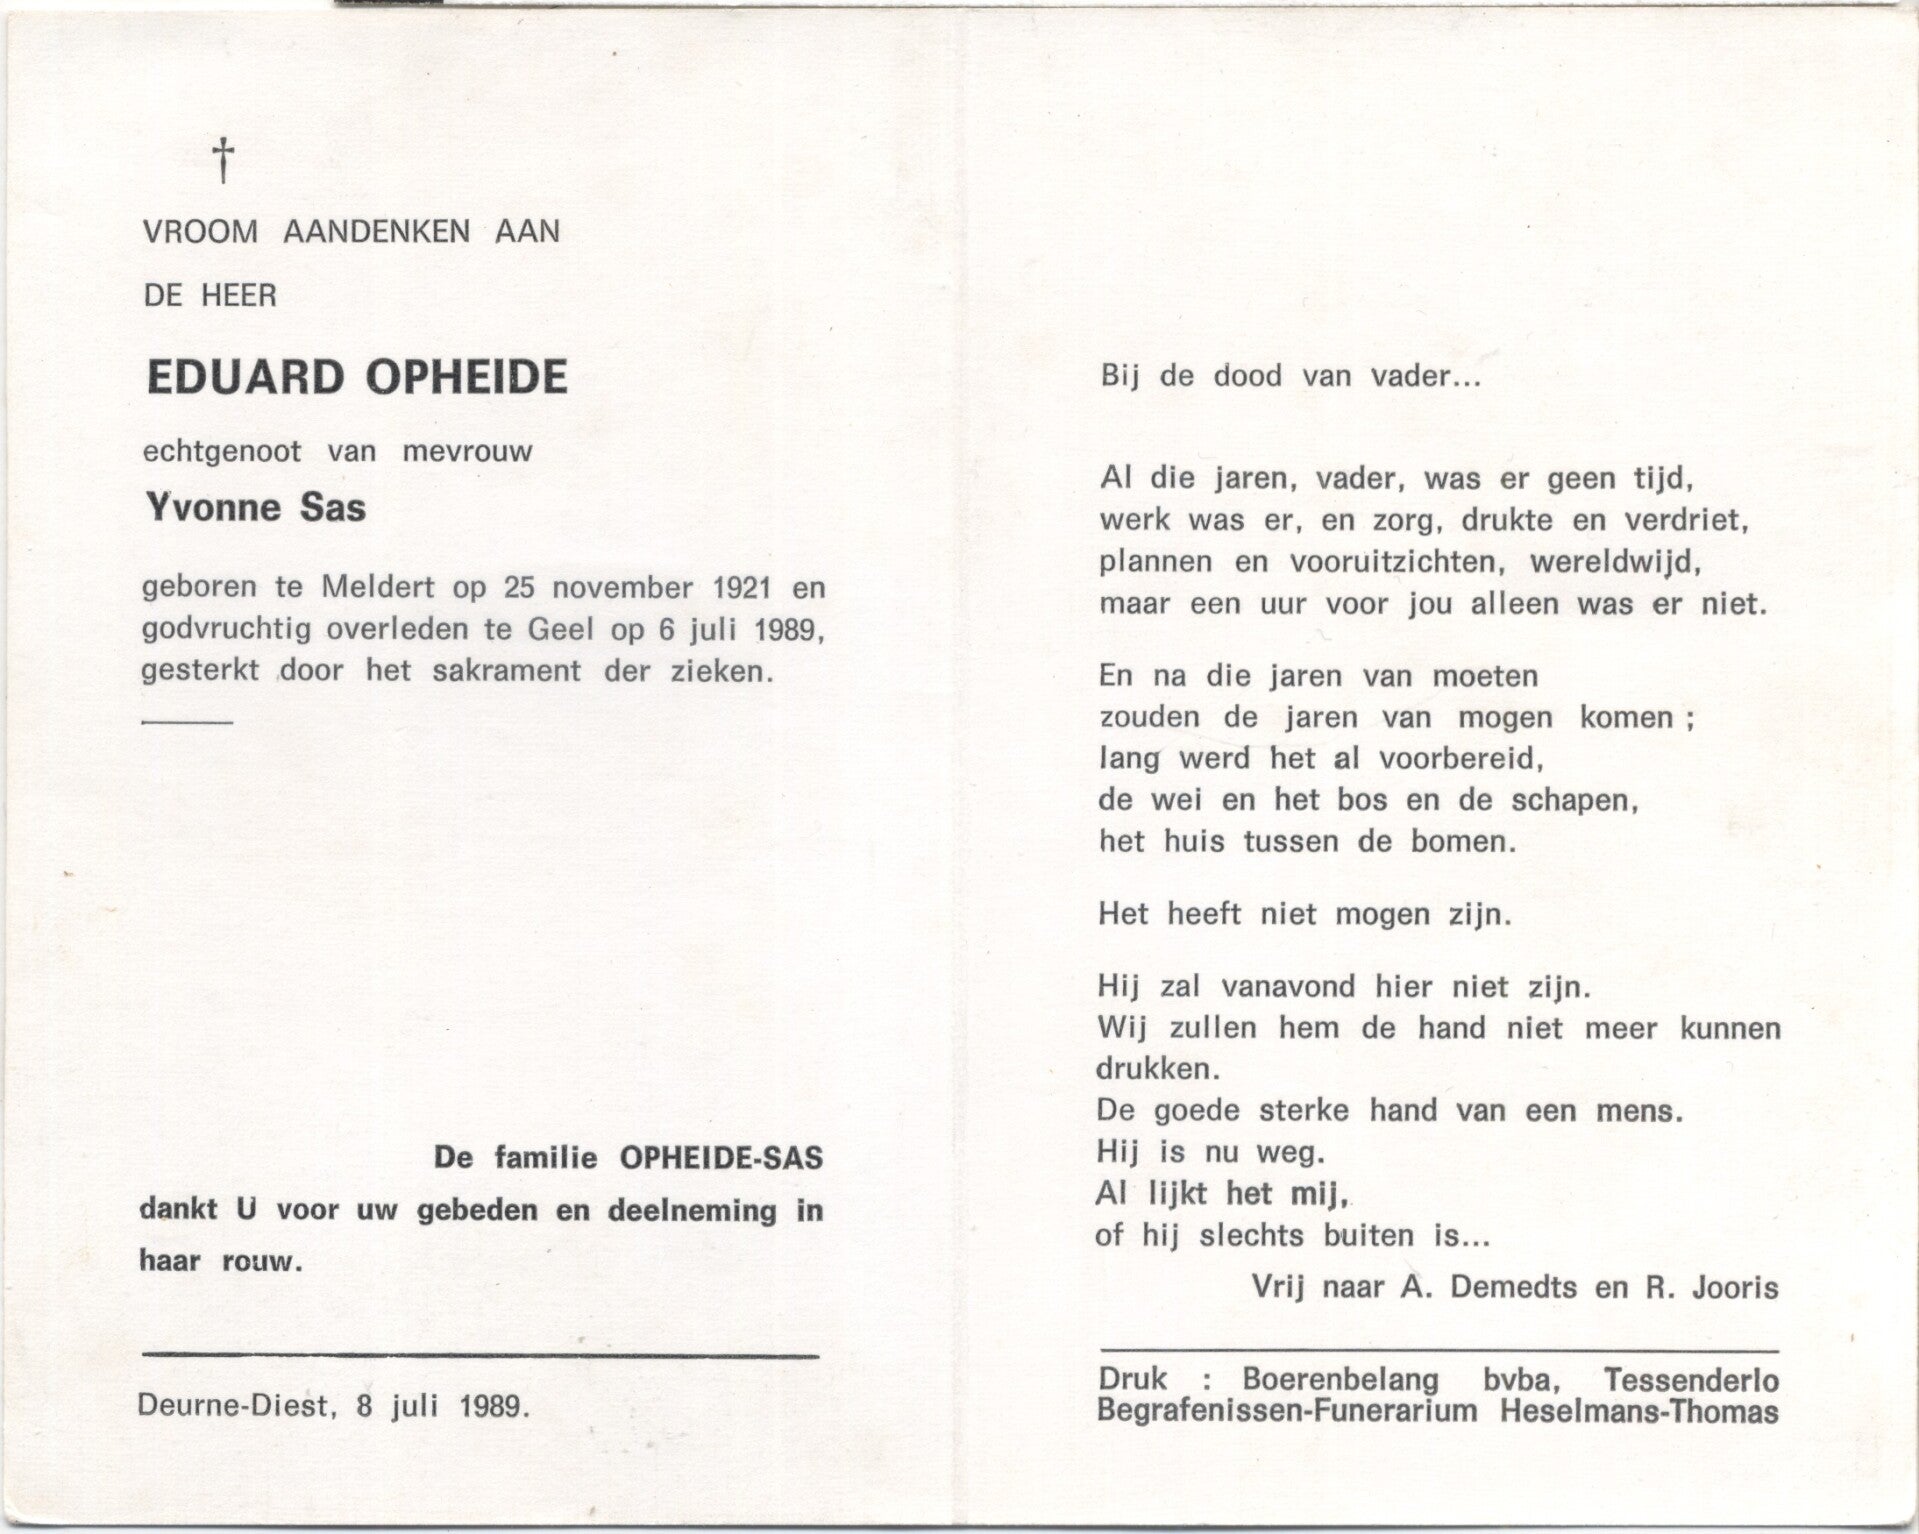 †
VROOM AANDENKEN AAN
DE HEER
EDUARD OPHEIDE
echtgenoot van mevrouw
Yvonne Sas
geboren te Meldert op 25 november 1921 en
godvruchtig overleden te Geel op 6 juli 1989,
gesterkt door het sakrament der zieken.
De familie OPHEIDE-SAS
dankt U voor uw gebeden en deelneming in
haar rouw.
Deurne-Diest, 8 juli 1989.
Bij de dood van vader...
Al die jaren, vader, was er geen tijd,
werk was er, en zorg, drukte en verdriet,
plannen en vooruitzichten, wereldwijd,
maar een uur voor jou alleen was er niet.
En na die jaren van moeten
zouden de jaren van mogen komen ;
lang werd het al voorbereid,
de wei en het bos en de schapen,
het huis tussen de bomen.
Het heeft niet mogen zijn.
Hij zal vanavond hier niet zijn.
Wij zullen hem de hand niet meer kunnen
drukken.
De goede sterke hand van een mens.
Hij is nu weg.
Al lijkt het mij,
of hij slechts buiten is...
Vrij naar A. Demedts en R. Jooris
Druk : Boerenbelang bvba, Tessenderlo
Begrafenissen-Funerarium Heselmans-Thomas